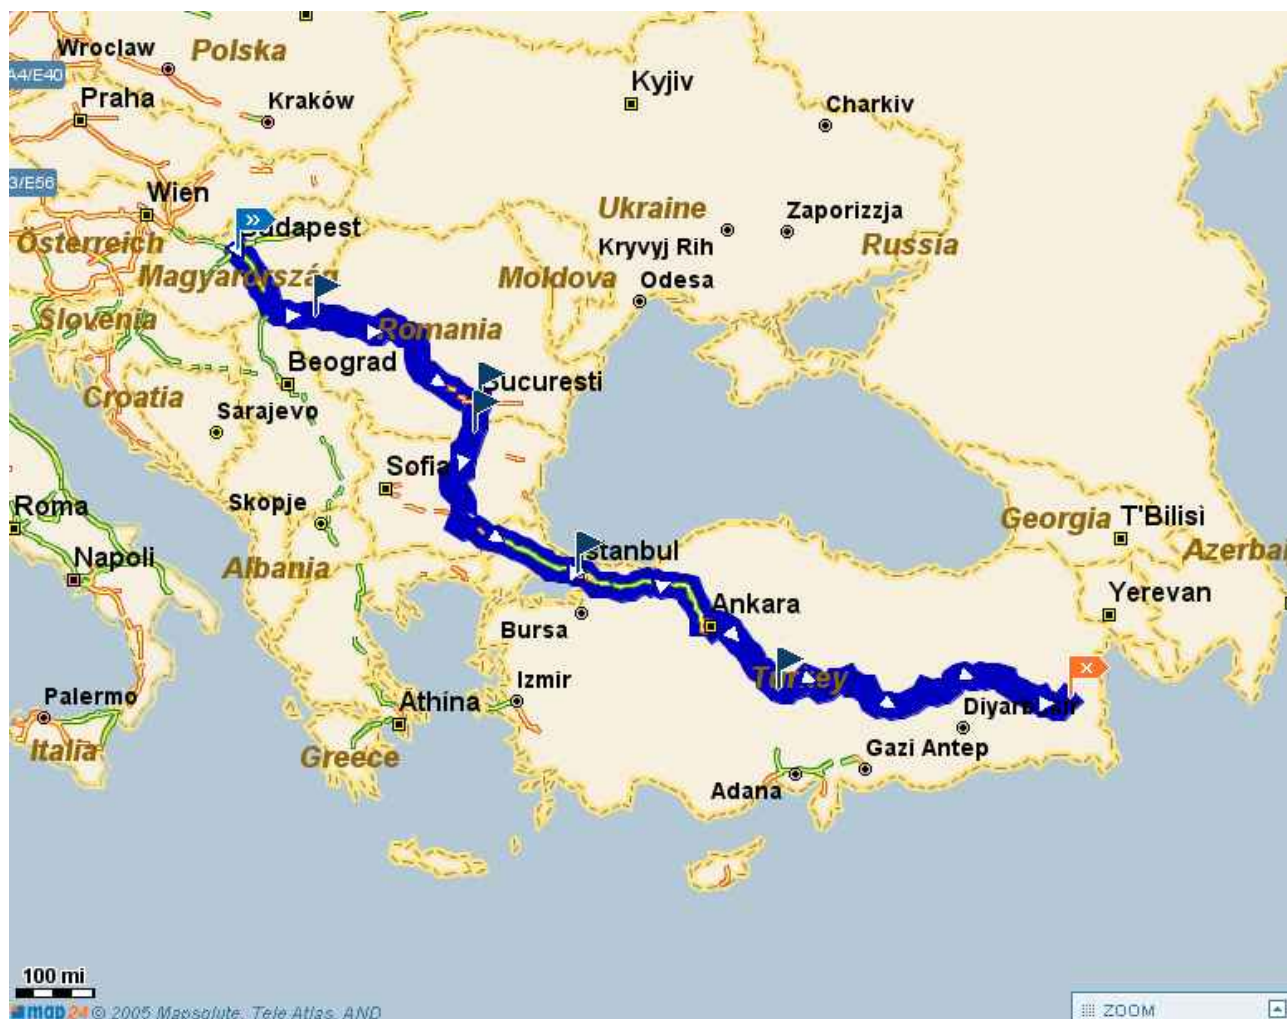 Wroclaw
Polska
A4/E40
Praha
Kraków
Kyjiv
Charkiv
3/E56
Wien
Budapest
Ukraine
Zaporizzja
Österreich
Magyarország
Kryvyj Rih
Russia
Moldova
Odesa
Slovenia
Romania
Beograd
Bucuresti
Croatia
Sarajevo
Sofia
Skopje
Roma
Georgia
T'Bilisi
Napoli
Albania
Istanbul
Azerbai
Ankara
Yerevan
Bursa
Turkey
Izmir
Palermo
Athina
Diyarbakir
Italia
Greece
Gazi Antep
Adana
100 mi
map24 © 2005 Mapsolute, Tele Atlas, AND
ZOOM